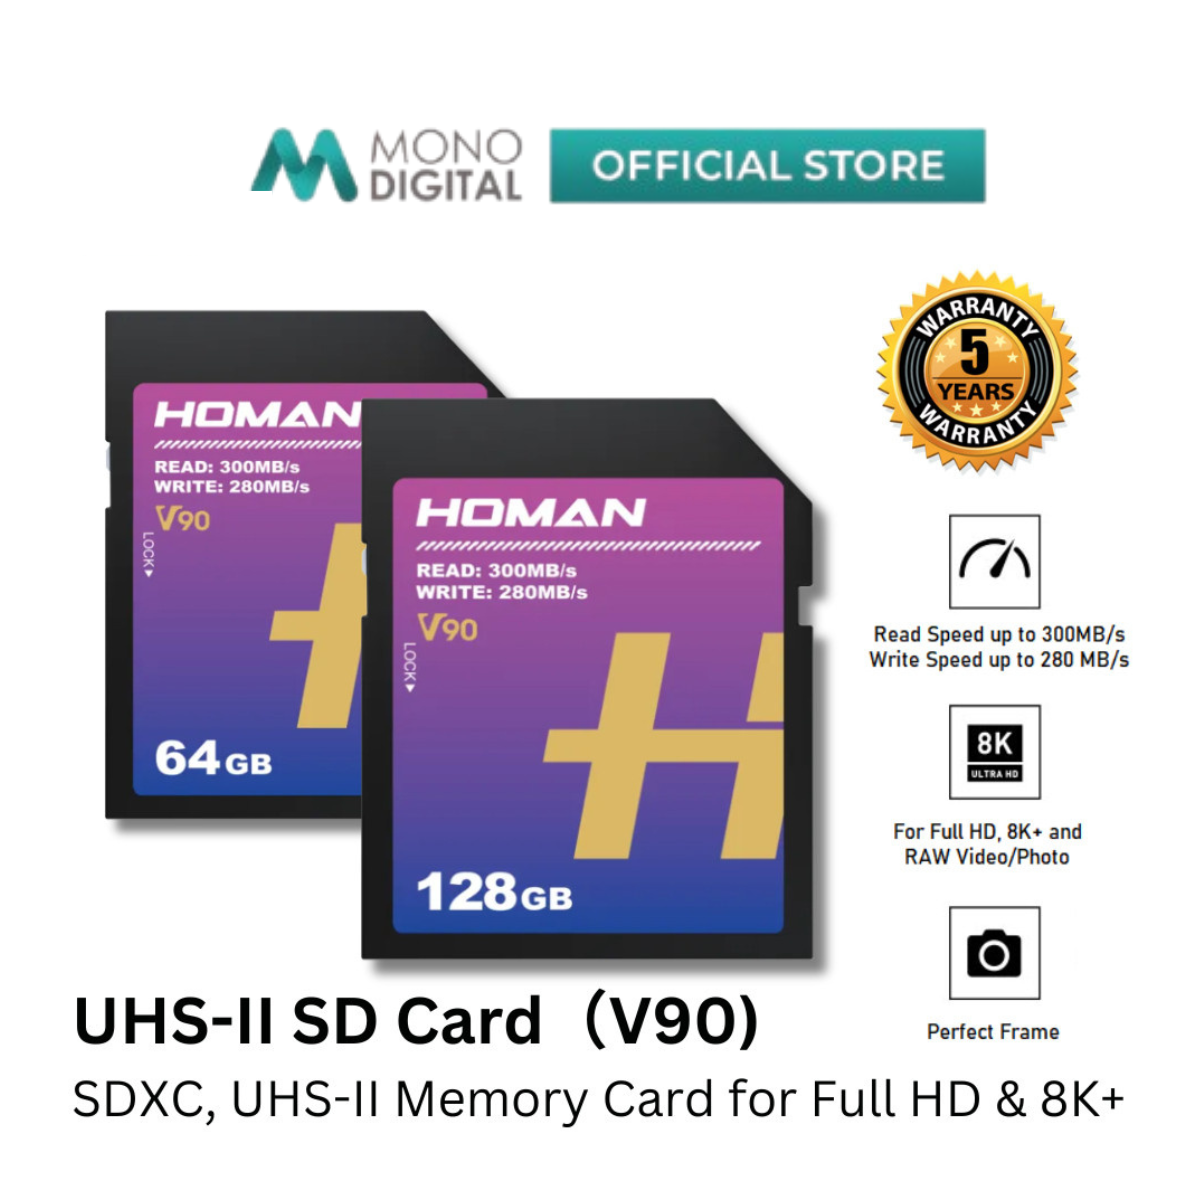 MONO
DIGITAL
OFFICIAL STORE
HOMAN
READ: 300MB/s
WRITE: 280MB/s
V90
LOCK
64GB
HOMAN
READ: 300MB/s
WRITE: 280MB/s
V90
LOCK
128GB
WARRANTY
5
YEARS
WARRANTY
Read Speed up to 300MB/s
Write Speed up to 280 MB/s
8K
ULTRA HD
For Full HD, 8K+ and
RAW Video/Photo
Perfect Frame
UHS-II SD Card（V90)
SDXC, UHS-II Memory Card for Full HD & 8K+